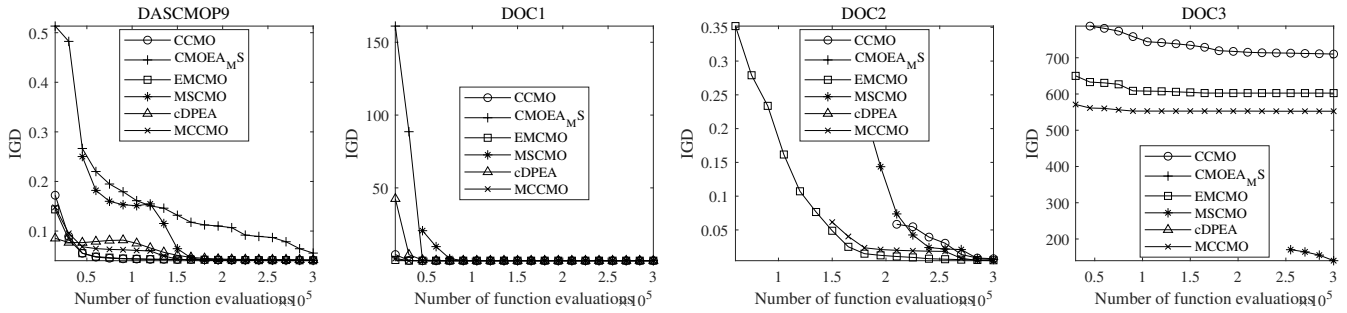 DASCMOP9
0.5
0.4
0.3
0.2
0.1
IGD
CCMO
CMOEA_MS
EMCMO
MSCMO
cDPEA
MCCMO
0.5 1 1.5 2 2.5 3
Number of function evaluations
×10^5
DOC1
150
100
50
IGD
CCMO
CMOEA_MS
EMCMO
MSCMO
cDPEA
MCCMO
0.5 1 1.5 2 2.5 3
Number of function evaluations
×10^5
DOC2
0.35
0.3
0.25
0.2
0.15
0.1
0.05
IGD
CCMO
CMOEA_MS
EMCMO
MSCMO
cDPEA
MCCMO
1 1.5 2 2.5 3
Number of function evaluations
×10^5
DOC3
700
600
500
400
300
200
IGD
CCMO
CMOEA_MS
EMCMO
MSCMO
cDPEA
MCCMO
0.5 1 1.5 2 2.5 3
Number of function evaluations
×10^5